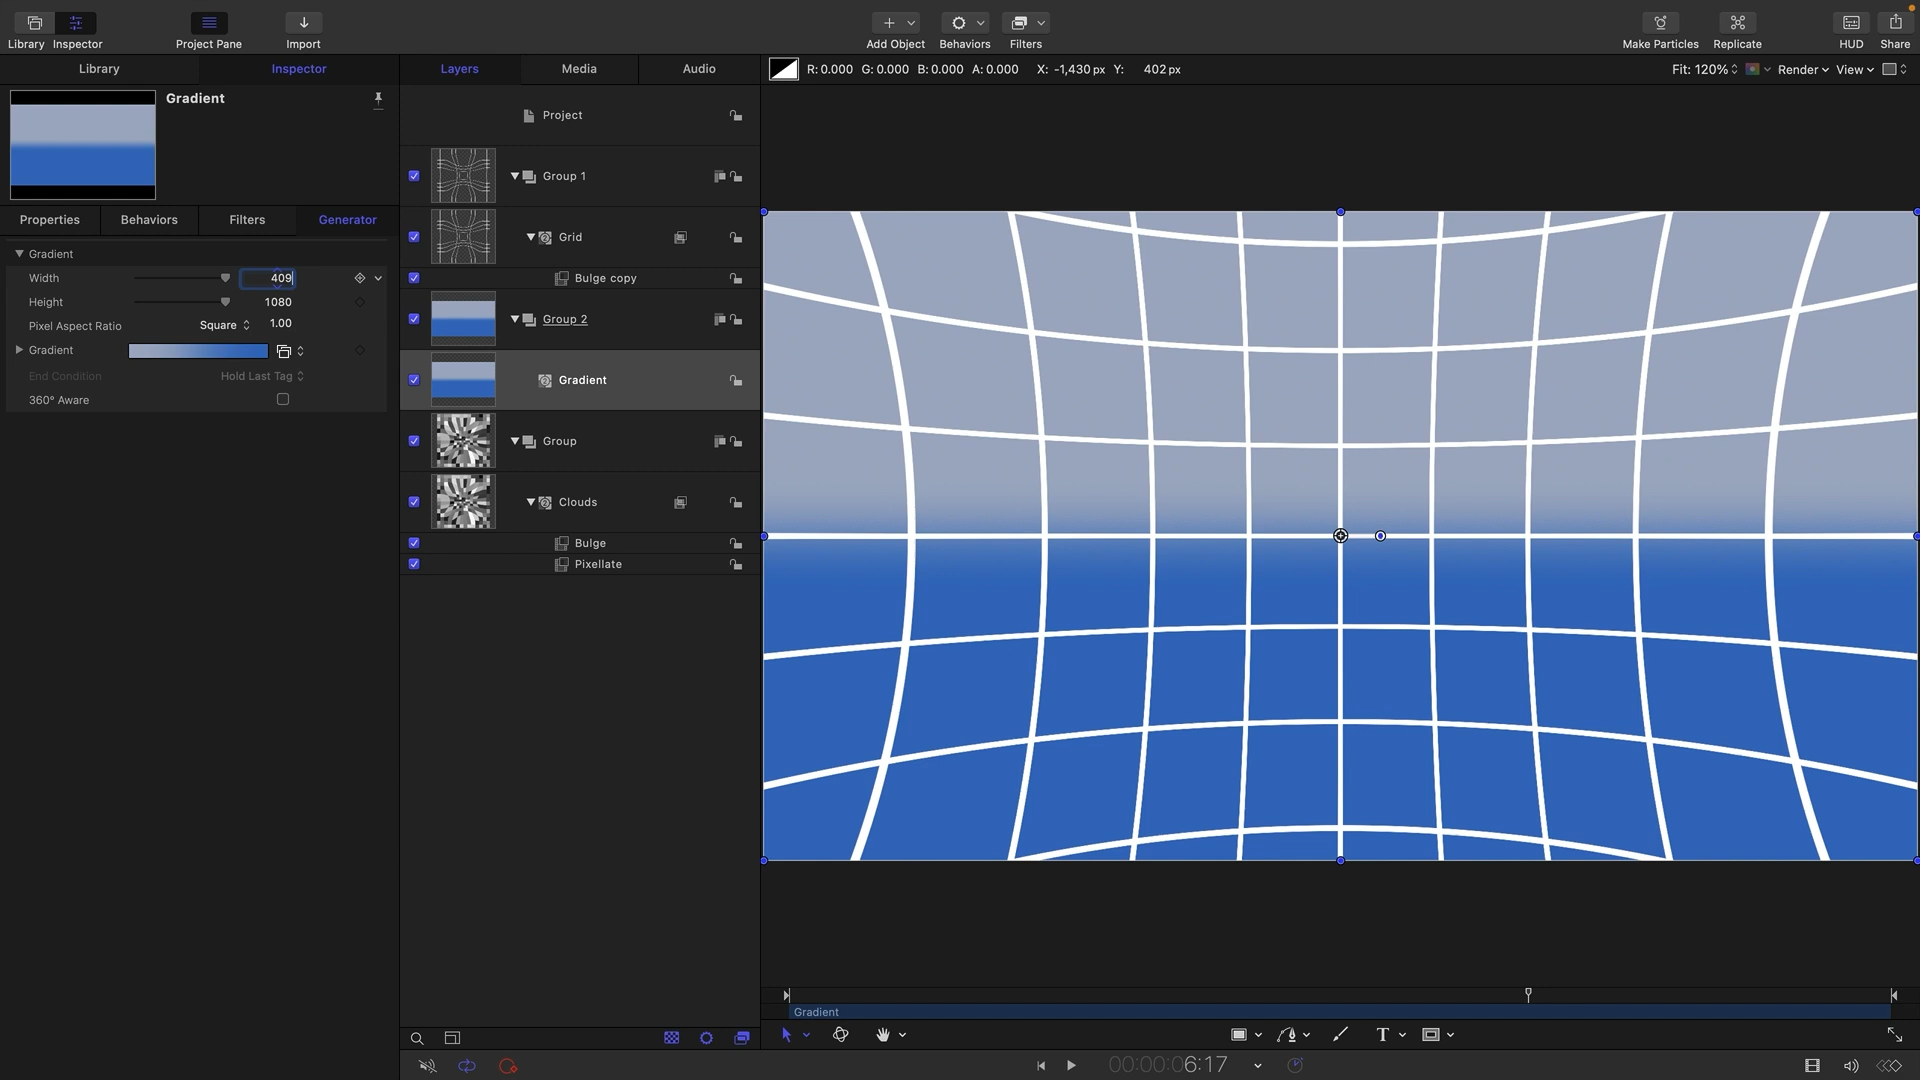 Library Inspector Project Pane Import Add Object Behaviors Filters Make Particles Replicate HUD Share
Library Inspector Layers Media Audio R: 0.000 G: 0.000 B: 0.000 A: 0.000 X: -1,430 px Y: 402 px Fit: 120% Render View
Gradient
Project
Group 1
Properties Behaviors Filters Generator
Grid
Gradient
Width 409
Bulge copy
Height 1080
Group 2
Pixel Aspect Ratio Square 1.00
Gradient
End Condition Hold Last Tag
Gradient
360° Aware
Group
Clouds
Bulge
Pixellate
Gradient
T
00:00:06:17